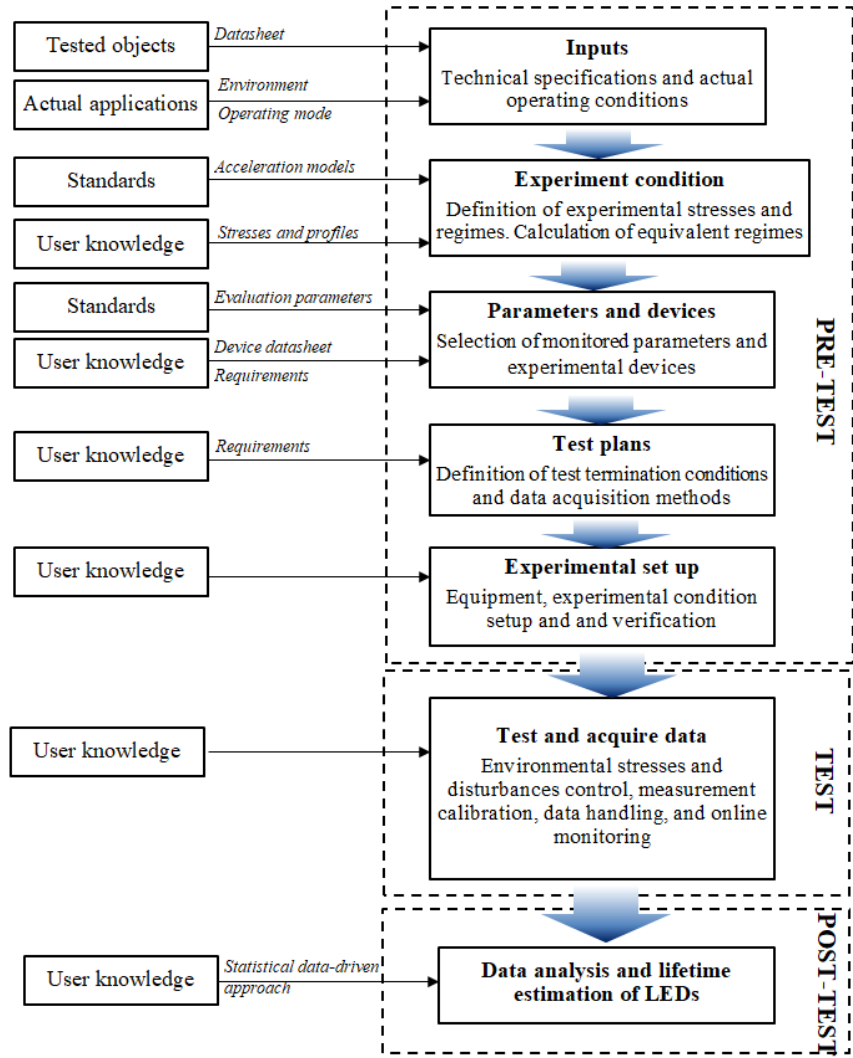 Tested objects
Datasheet
Actual applications
Environment
Operating mode
Inputs
Technical specifications and actual
operating conditions
Standards
Acceleration models
User knowledge
Stresses and profiles
Experiment condition
Definition of experimental stresses and
regimes. Calculation of equivalent regimes
Standards
Evaluation parameters
User knowledge
Device datasheet
Requirements
Parameters and devices
Selection of monitored parameters and
experimental devices
User knowledge
Requirements
Test plans
Definition of test termination conditions
and data acquisition methods
User knowledge
Experimental set up
Equipment, experimental condition
setup and and verification
PRE-TEST
User knowledge
Test and acquire data
Environmental stresses and
disturbances control, measurement
calibration, data handling, and online
monitoring
TEST
User knowledge
Statistical data-driven
approach
Data analysis and lifetime
estimation of LEDs
POST-TEST